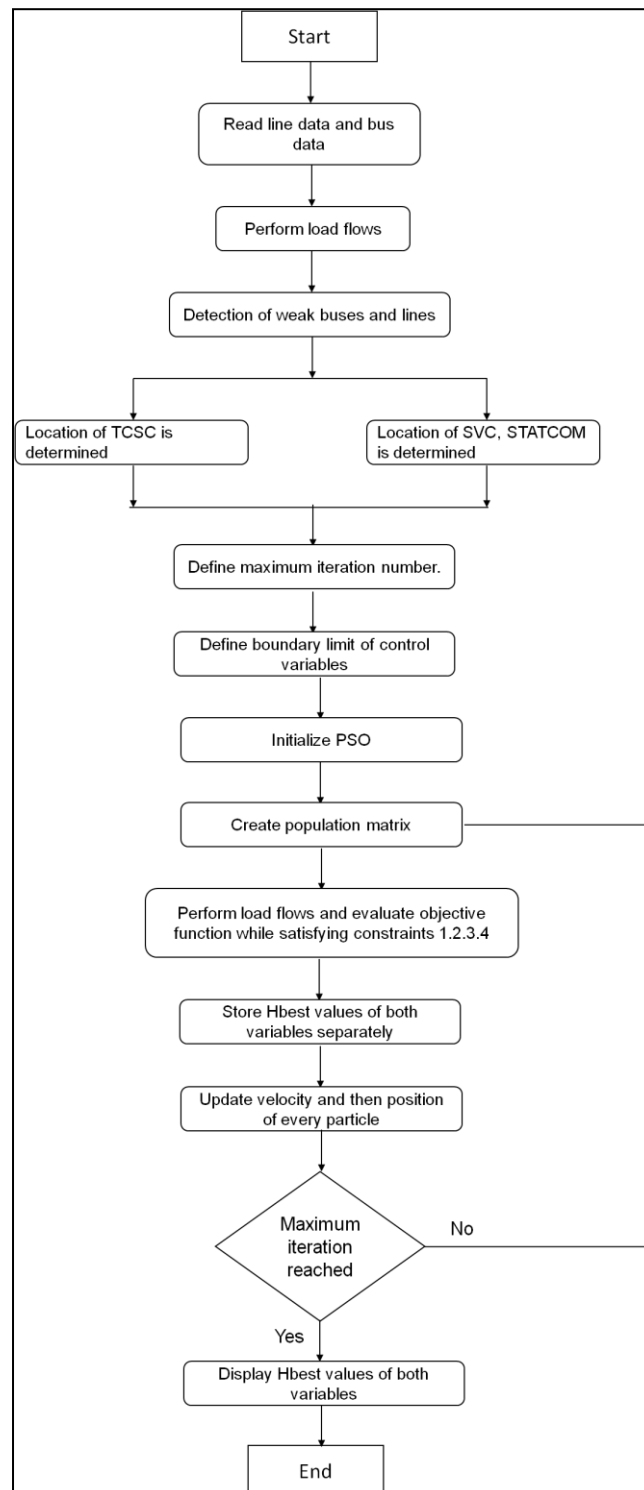 Start
Read line data and bus
data
Perform load flows
Detection of weak buses and lines
Location of TCSC is
determined
Location of SVC, STATCOM
is determined
Define maximum iteration number.
Define boundary limit of control
variables
Initialize PSO
Create population matrix
Perform load flows and evaluate objective
function while satisfying constraints 1.2.3.4
Store Hbest values of both
variables separately
Update velocity and then position
of every particle
Maximum
iteration
reached
No
Yes
Display Hbest values of both
variables
End